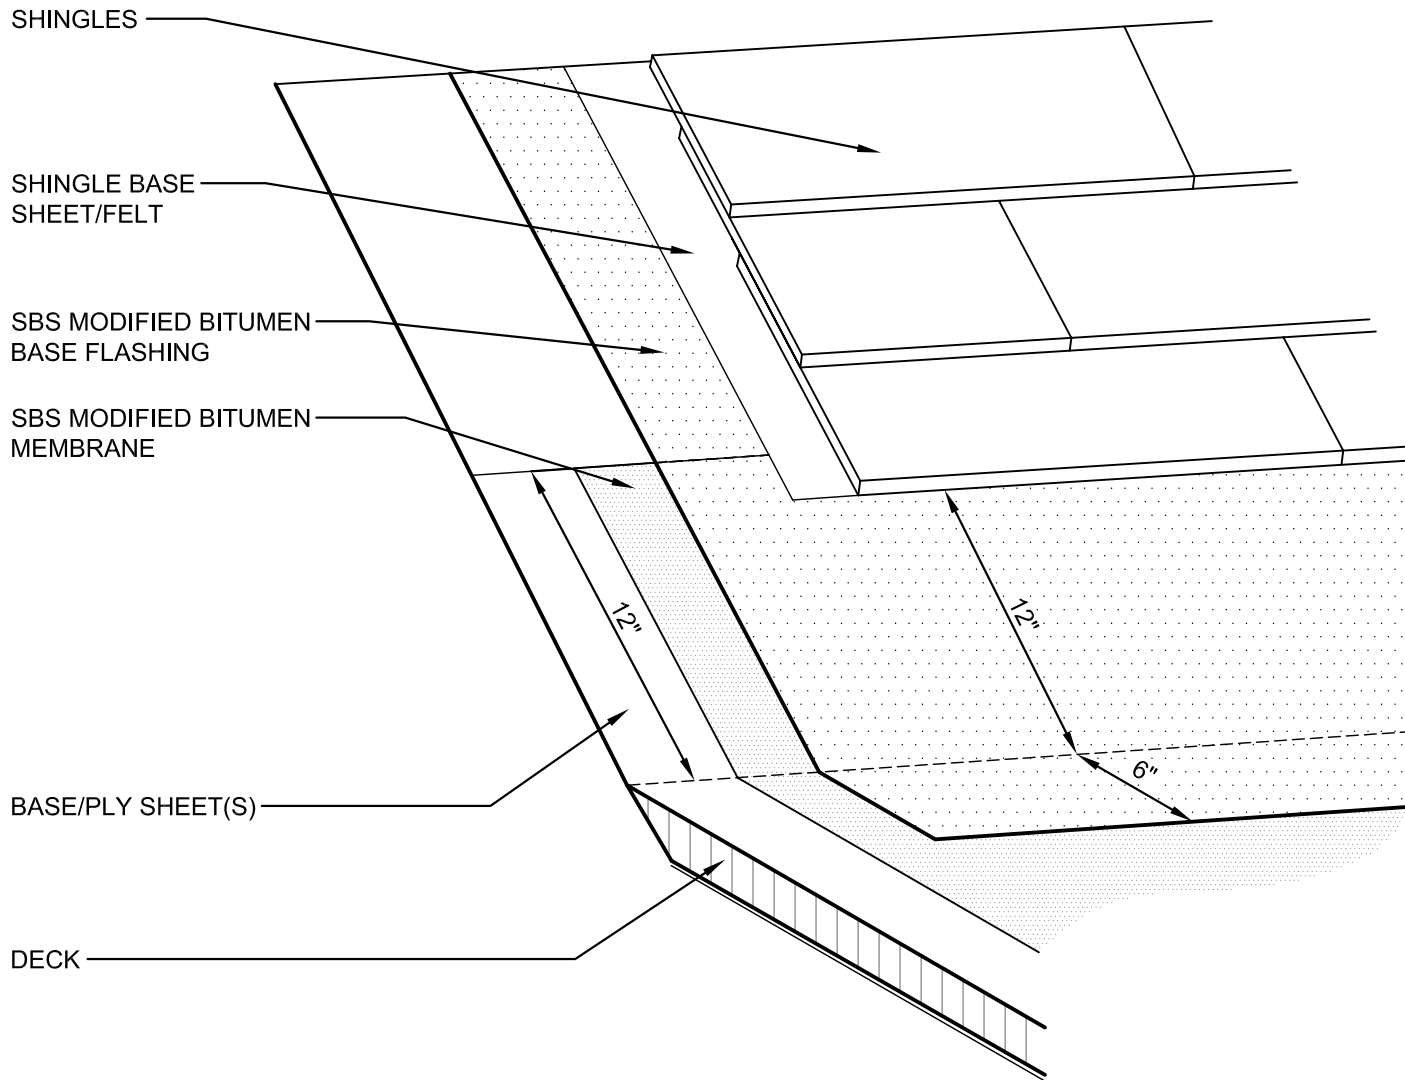 SHINGLES
SHINGLE BASE
SHEET/FELT
SBS MODIFIED BITUMEN
BASE FLASHING
SBS MODIFIED BITUMEN
MEMBRANE
12"
12"
6"
BASE/PLY SHEET(S)
DECK